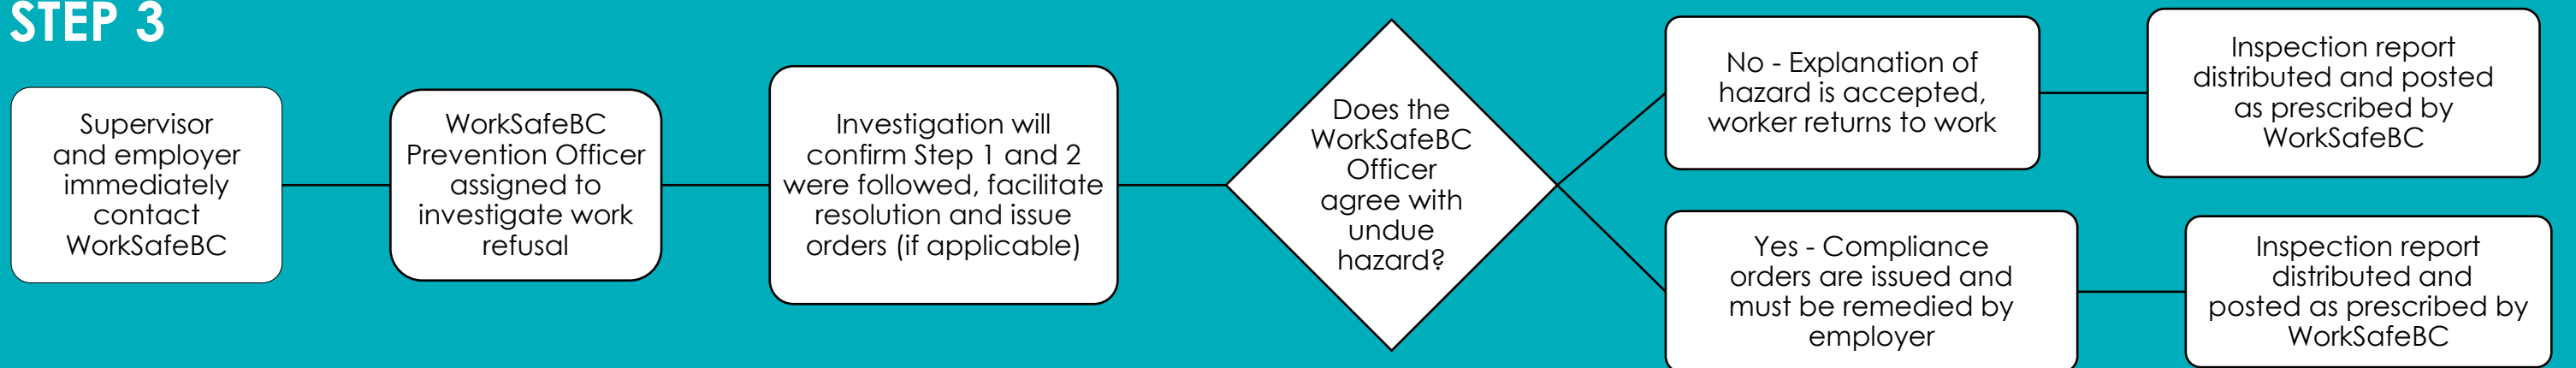 STEP 3
Supervisor
and employer
immediately
contact
WorkSafeBC
WorkSafeBC
Prevention Officer
assigned to
investigate work
refusal
Investigation will
confirm Step 1 and 2
were followed, facilitate
resolution and issue
orders (if applicable)
Does the
WorkSafeBC
Officer
agree with
undue
hazard?
No - Explanation of
hazard is accepted,
worker returns to work
Inspection report
distributed and posted
as prescribed by
WorkSafeBC
Yes - Compliance
orders are issued and
must be remedied by
employer
Inspection report
distributed and
posted as prescribed by
WorkSafeBC